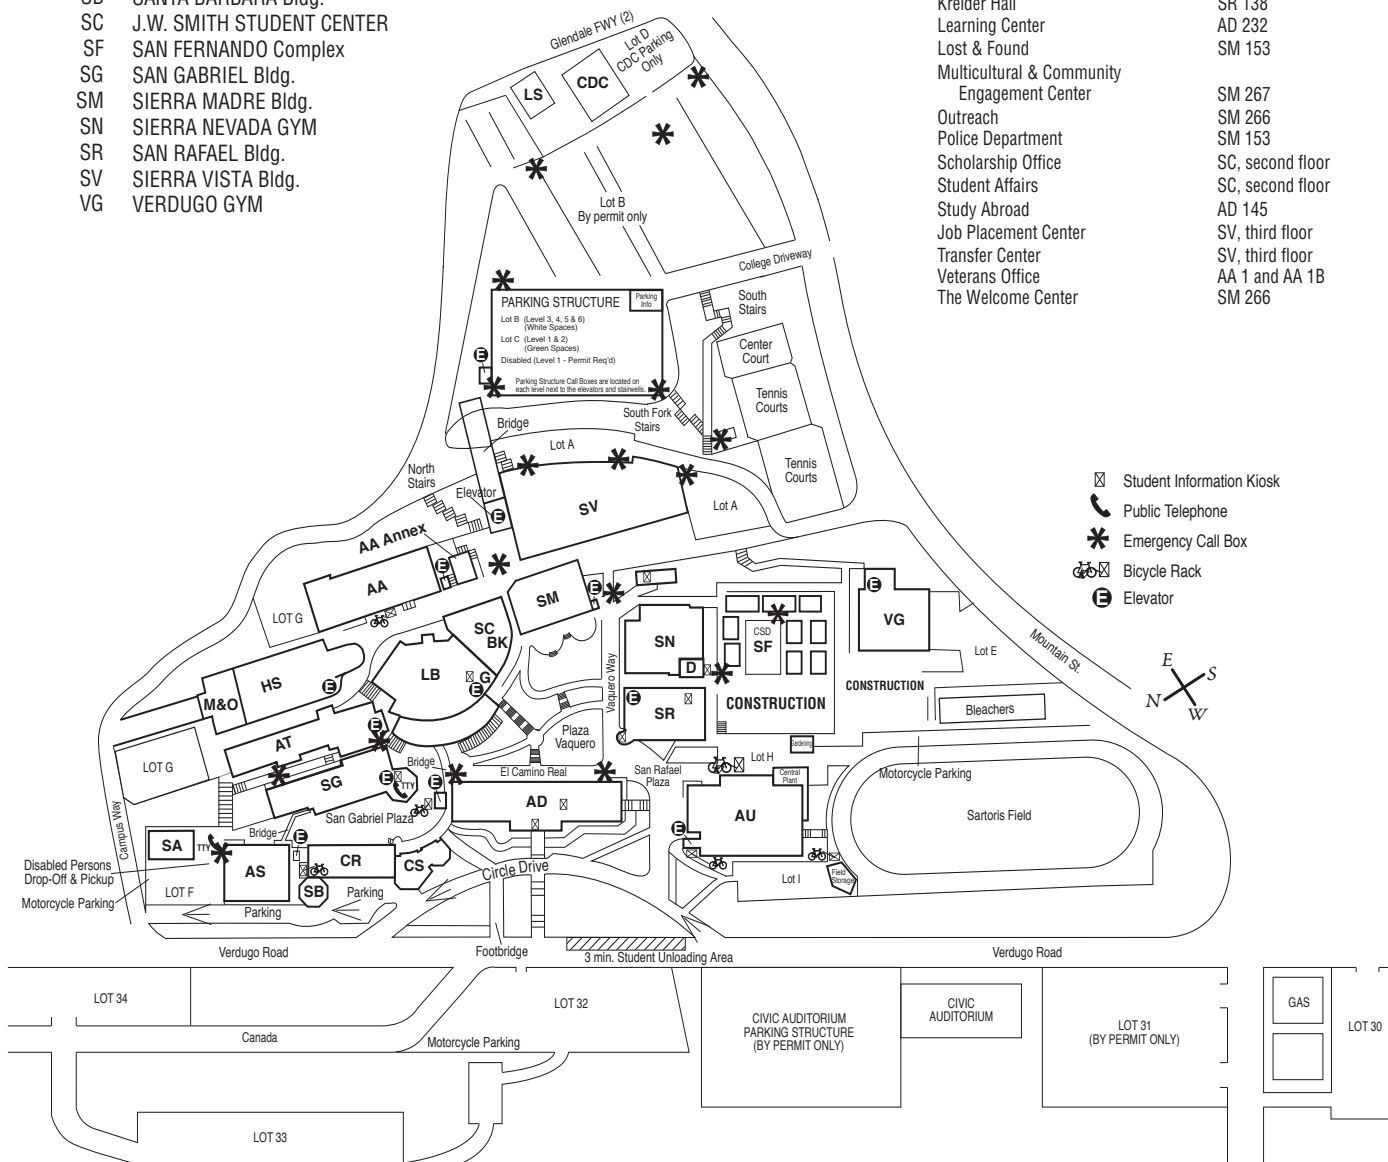 SB SANTA BARBARA Bldg.
SC J.W. SMITH STUDENT CENTER
SF SAN FERNANDO Complex
SG SAN GABRIEL Bldg.
SM SIERRA MADRE Bldg.
SN SIERRA NEVADA GYM
SR SAN RAFAEL Bldg.
SV SIERRA VISTA Bldg.
VG VERDUGO GYM
Kreider Hall SR 138
Learning Center AD 232
Lost & Found SM 153
Multicultural & Community
Engagement Center SM 267
Outreach SM 266
Police Department SM 153
Scholarship Office SC, second floor
Student Affairs SC, second floor
Study Abroad AD 145
Job Placement Center SV, third floor
Transfer Center SV, third floor
Veterans Office AA 1 and AA 1B
The Welcome Center SM 266
Glendale FWY (2)
Lot D
CDC Parking
Only
LS
CDC
Lot B
By permit only
College Driveway
PARKING STRUCTURE
Parking
Info
Lot B (Level 3, 4, 5 & 6)
(White Spaces)
Lot C (Level 1 & 2)
(Green Spaces)
Disabled (Level 1 - Permit Req'd)
Parking Structure Call Boxes are located on
each level next to the elevators and stairwells.
E
South
Stairs
Center
Court
Tennis
Courts
Tennis
Courts
South Fork
Stairs
Bridge
Lot A
North
Stairs
Elevator
E
SV
Lot A
Student Information Kiosk
Public Telephone
Emergency Call Box
Bicycle Rack
E Elevator
AA Annex
E
AA
LOT G
SM
E
SC
BK
LB
G
E
HS
E
M&O
AT
E
LOT G
SG
E
TTY
Bridge
E
San Gabriel Plaza
Vaquero Way
SN
D
CSD
SF
E
VG
Lot E
Mountain St.
E
S
N
W
E
SR
CONSTRUCTION
CONSTRUCTION
Bleachers
Plaza
Vaquero
El Camino Real
San Rafael
Plaza
Lot H
Gardening
Central
Plant
Motorcycle Parking
AD
E
AU
Sartoris Field
Campus Way
SA
TTY
Bridge
E
AS
CR
CS
SB
Disabled Persons
Drop-Off & Pickup
Motorcycle Parking
LOT F
Parking
Parking
Circle Drive
Lot I
Field
Storage
Verdugo Road
Footbridge
3 min. Student Unloading Area
Verdugo Road
LOT 34
LOT 32
Canada
Motorcycle Parking
CIVIC AUDITORIUM
PARKING STRUCTURE
(BY PERMIT ONLY)
CIVIC
AUDITORIUM
LOT 31
(BY PERMIT ONLY)
GAS
LOT 30
LOT 33